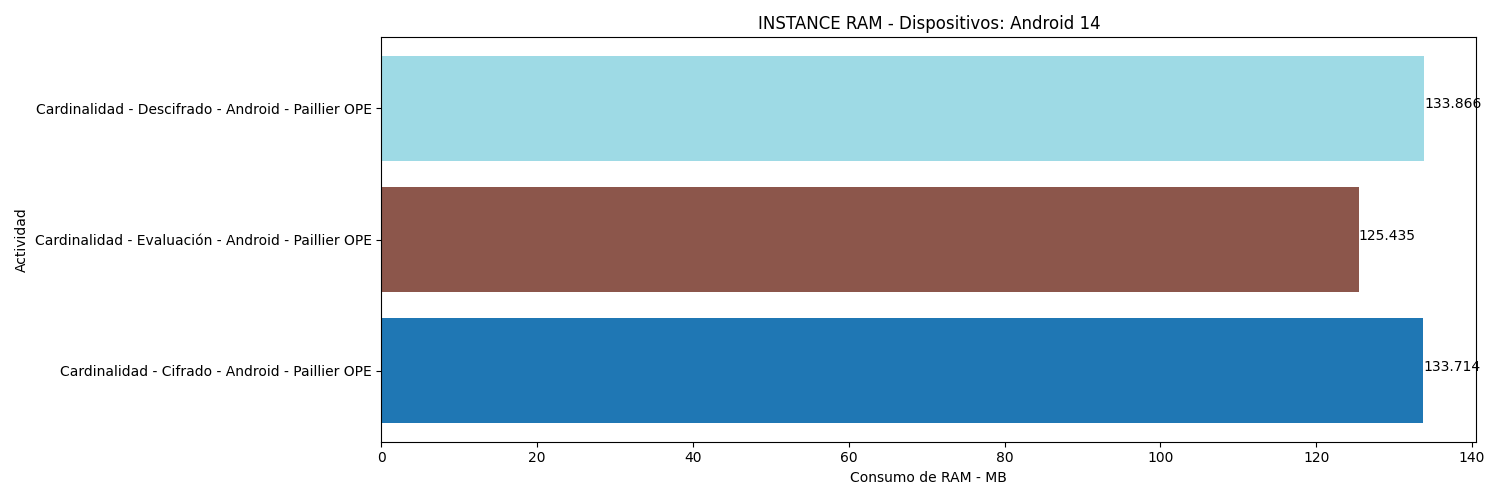 INSTANCE RAM - Dispositivos: Android 14
Cardinalidad - Descifrado - Android - Paillier OPE
133.866
Cardinalidad - Evaluación - Android - Paillier OPE
125.435
Cardinalidad - Cifrado - Android - Paillier OPE
133.714
Actividad
0 20 40 60 80 100 120 140
Consumo de RAM - MB